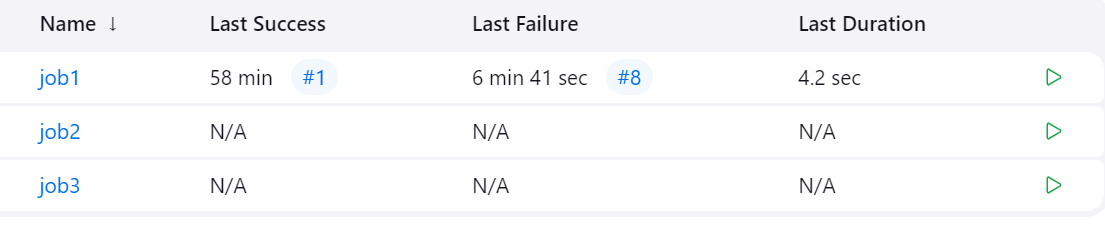 Name ↓ Last Success Last Failure Last Duration
job1 58 min #1 6 min 41 sec #8 4.2 sec
job2 N/A N/A N/A
job3 N/A N/A N/A